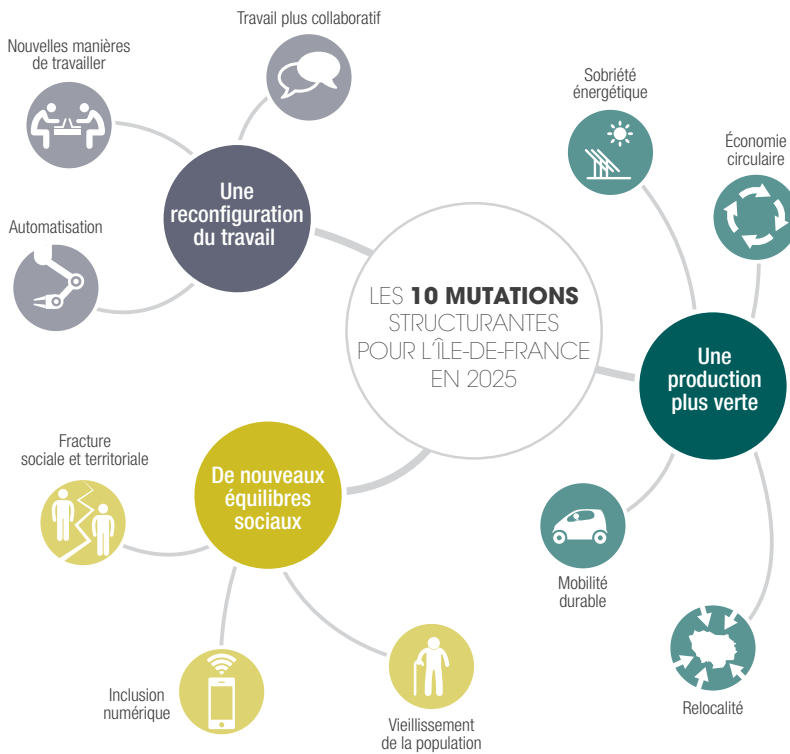 Travail plus collaboratif
Nouvelles manières
de travailler
Automatisation
Une
reconfiguration
du travail
LES 10 MUTATIONS
STRUCTURANTES
POUR L'ÎLE-DE-FRANCE
EN 2025
Sobriété
énergétique
Économie
circulaire
Une
production
plus verte
Mobilité
durable
Relocalité
De nouveaux
équilibres
sociaux
Fracture
sociale et territoriale
Inclusion
numérique
Vieillissement
de la population